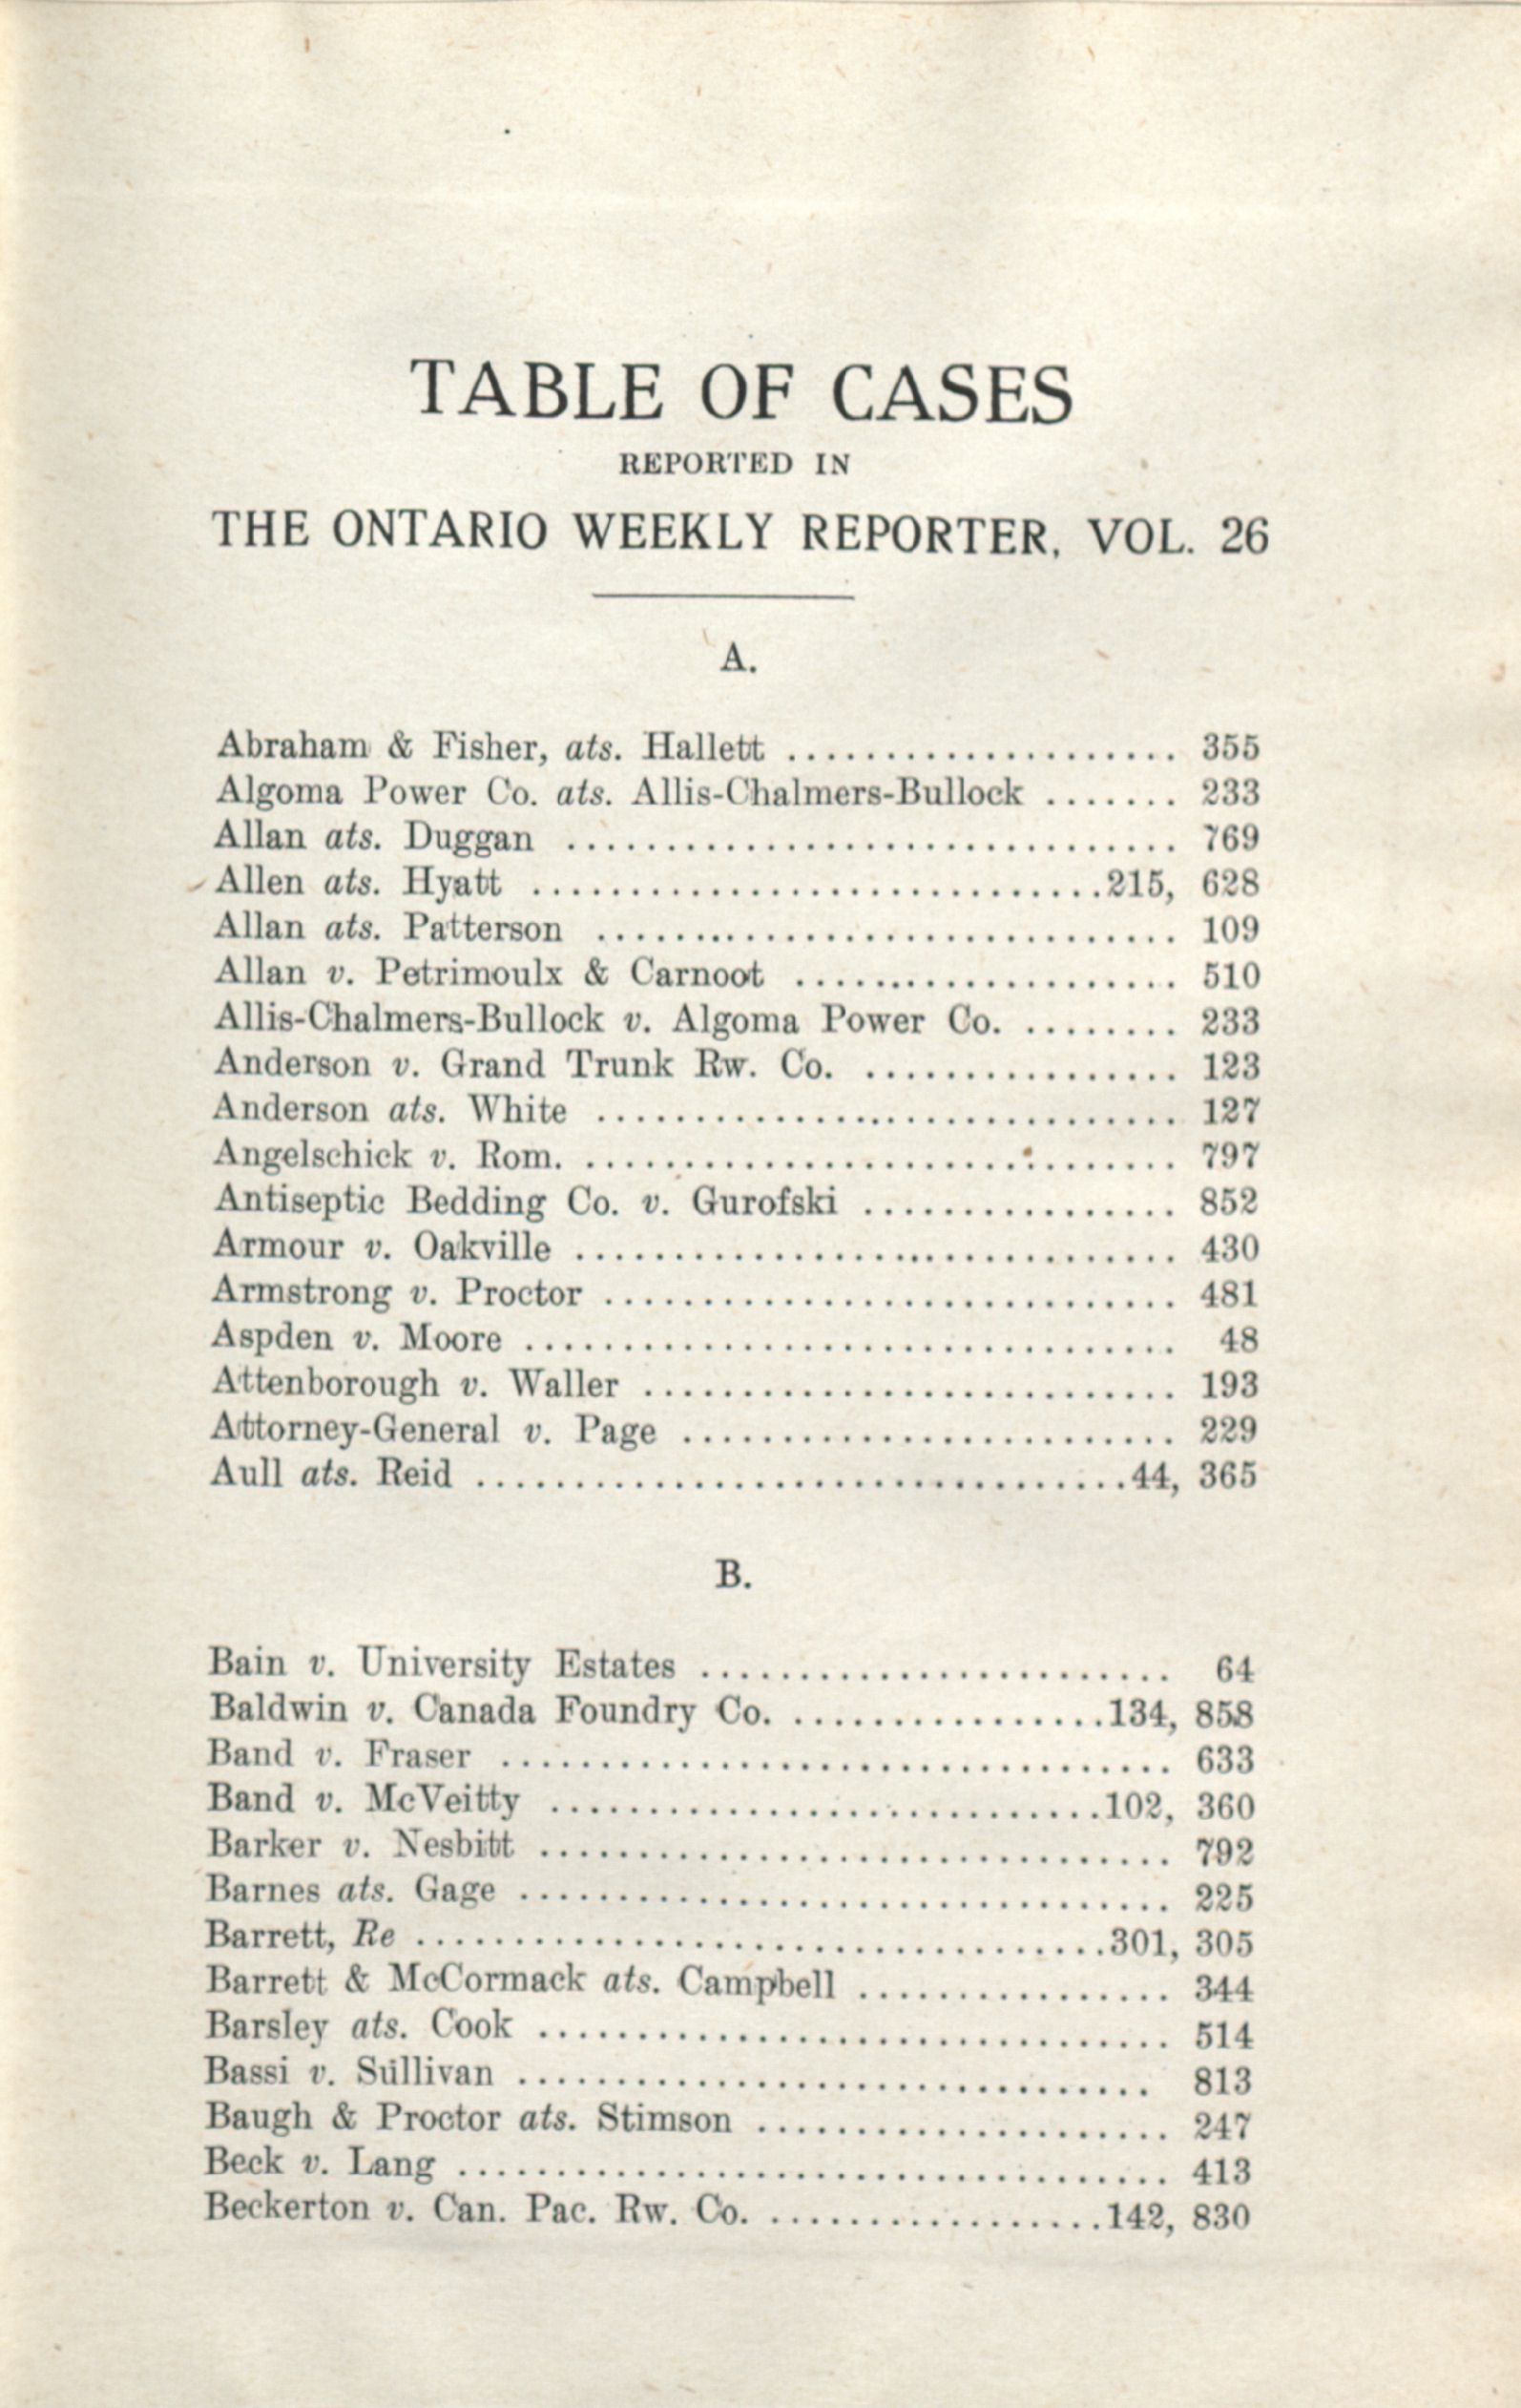 TABLE OF CASES
REPORTED IN
THE ONTARIO WEEKLY REPORTER, VOL. 26
A.
Abraham & Fisher, ats. Hallett .................... 355
Algoma Power Co. ats. Allis-Chalmers-Bullock ....... 233
Allan ats. Duggan ............................... 769
Allen ats. Hyatt .............................215, 628
Allan ats. Patterson ............................. 109
Allan v. Petrimoulx & Carnoot ................... 510
Allis-Chalmers-Bullock v. Algoma Power Co. ........ 233
Anderson v. Grand Trunk Rw. Co. ................ 123
Anderson ats. White ............................. 127
Angelschick v. Rom. .............................. 797
Antiseptic Bedding Co. v. Gurofski ................ 852
Armour v. Oakville .............................. 430
Armstrong v. Proctor ............................. 481
Aspden v. Moore ................................. 48
Attenborough v. Waller ........................... 193
Attorney-General v. Page ......................... 229
Aull ats. Reid .................................44, 365
B.
Bain v. University Estates ........................ 64
Baldwin v. Canada Foundry Co. ................134, 858
Band v. Fraser .................................. 633
Band v. McVeitty ............................102, 360
Barker v. Nesbitt ................................ 792
Barnes ats. Gage ................................. 225
Barrett, Re ...................................301, 305
Barrett & McCormack ats. Campbell ................ 344
Barsley ats. Cook ................................ 514
Bassi v. Sullivan ................................ 813
Baugh & Proctor ats. Stimson ..................... 247
Beck v. Lang .................................... 413
Beckerton v. Can. Pac. Rw. Co. .................142, 830